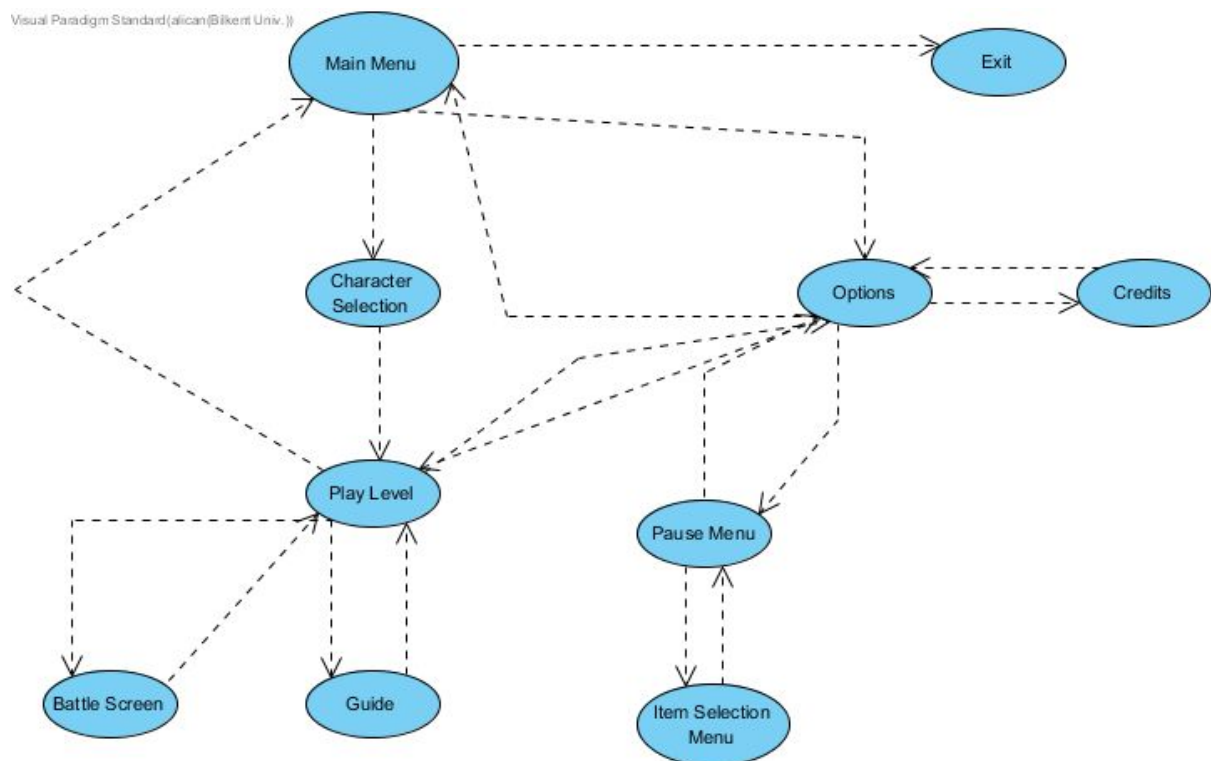 Visual Paradigm Standard(alican(Bilkent Univ.))
Main Menu
Exit
Character
Selection
Options
Credits
Play Level
Pause Menu
Battle Screen
Guide
Item Selection
Menu